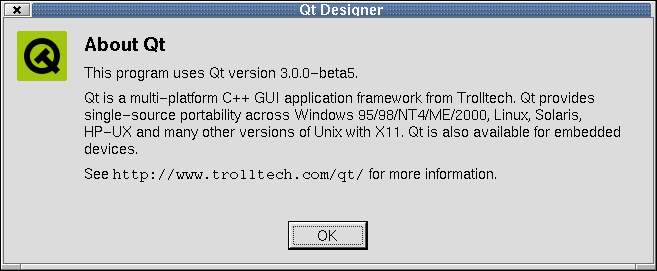 Qt Designer
About Qt
This program uses Qt version 3.0.0-beta5.
Qt is a multi-platform C++ GUI application framework from Trolltech. Qt provides
single-source portability across Windows 95/98/NT4/ME/2000, Linux, Solaris,
HP-UX and many other versions of Unix with X11. Qt is also available for embedded
devices.
See http://www.trolltech.com/qt/ for more information.
OK